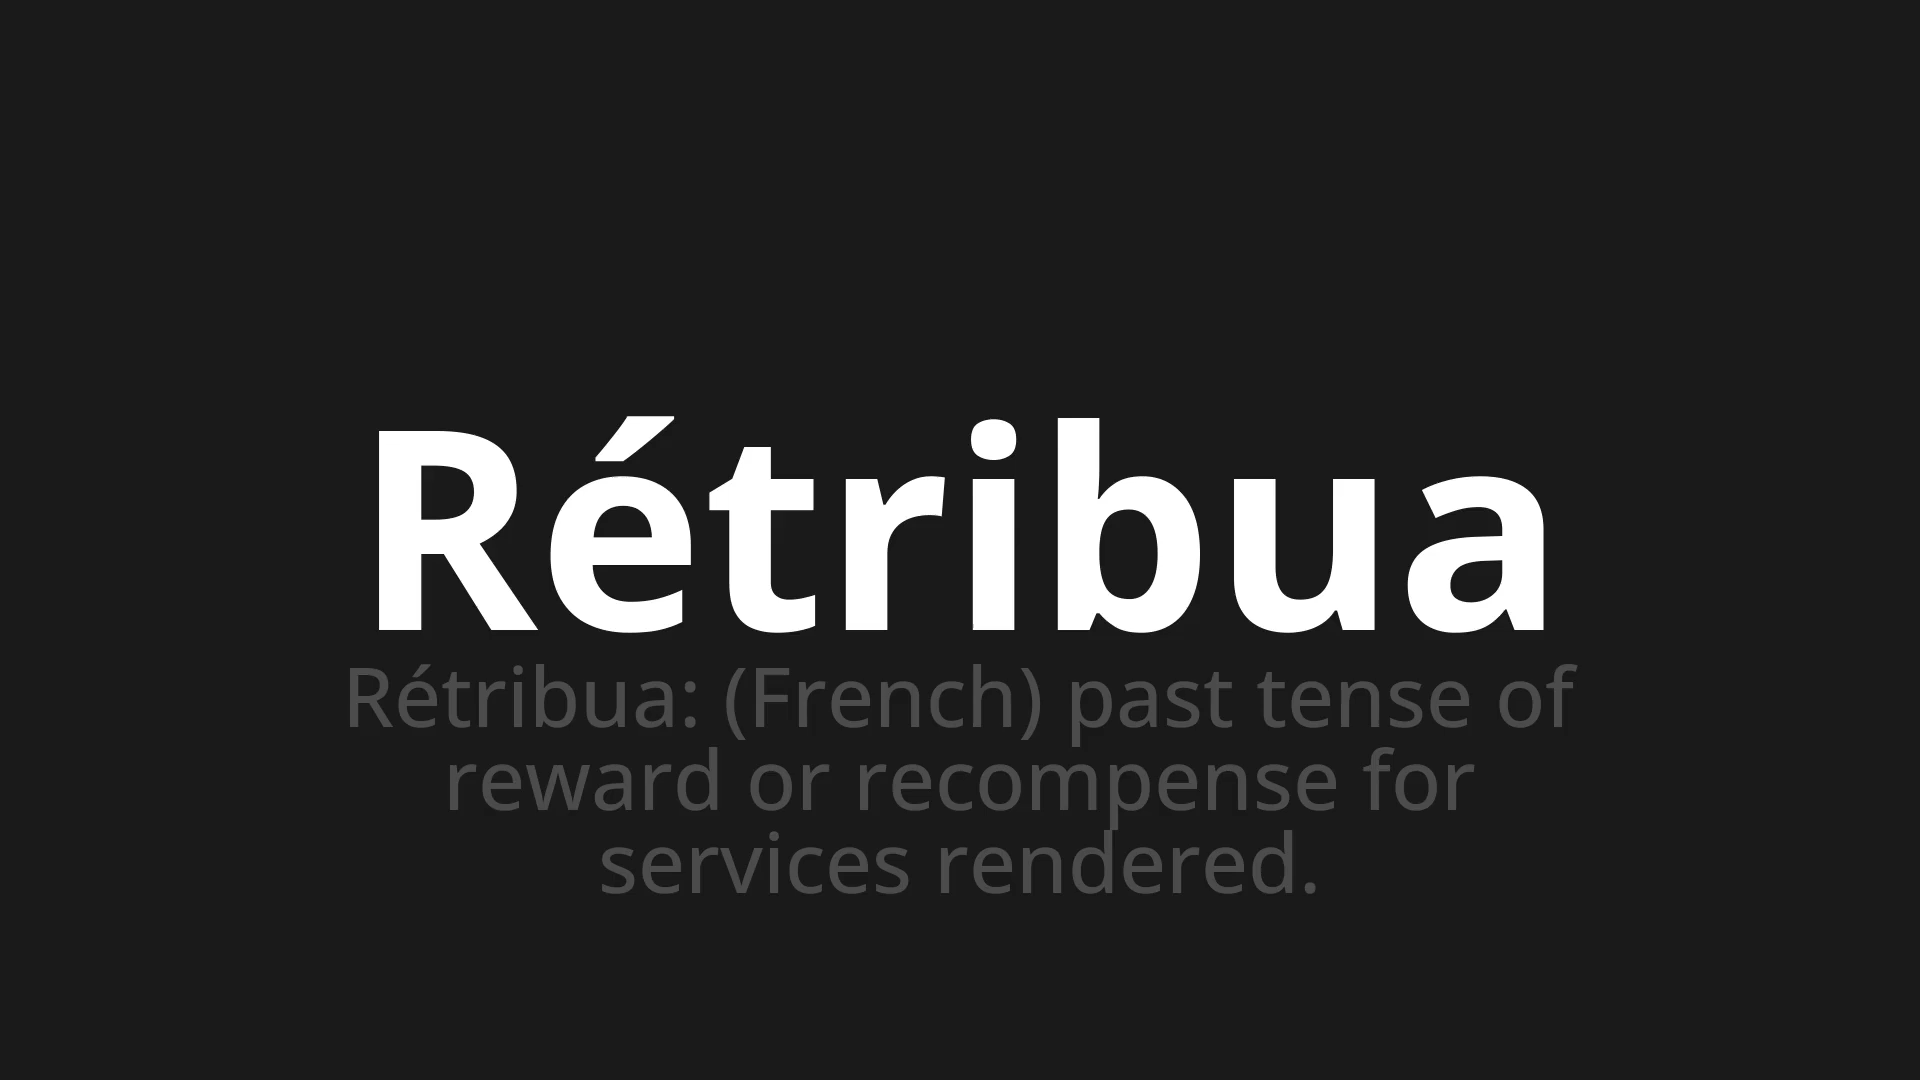 Rétribua
Rétribua: (French) past tense of
reward or recompense for
services rendered.